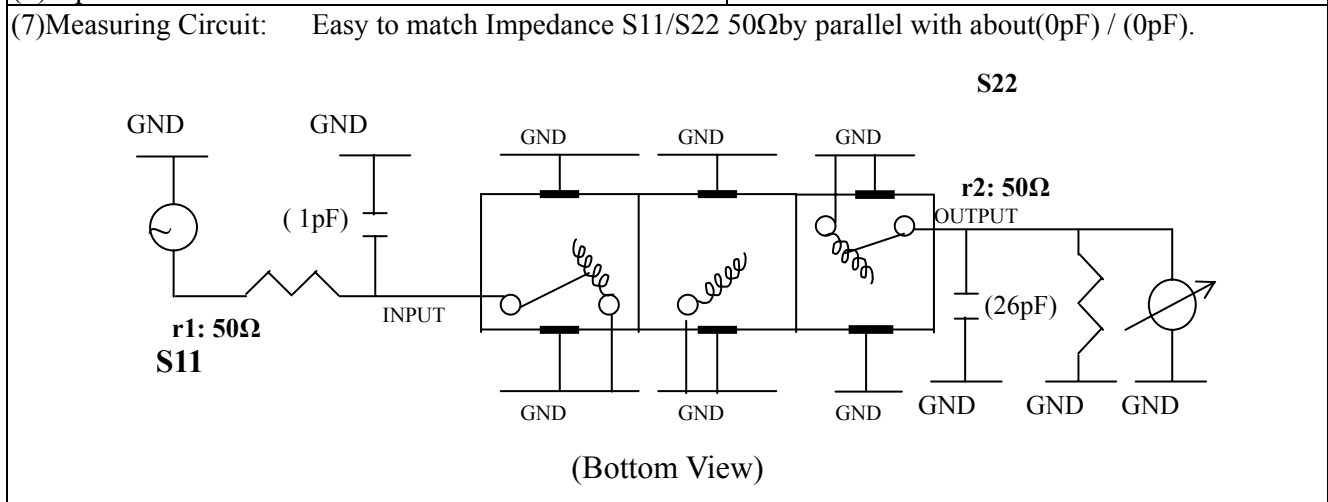 (7)Measuring Circuit: Easy to match Impedance S11/S22 50Ωby parallel with about(0pF) / (0pF).
S22
GND GND GND GND GND
r2: 50Ω
( 1pF) OUTPUT
(26pF)
INPUT
r1: 50Ω
S11
GND GND GND GND GND GND
(Bottom View)